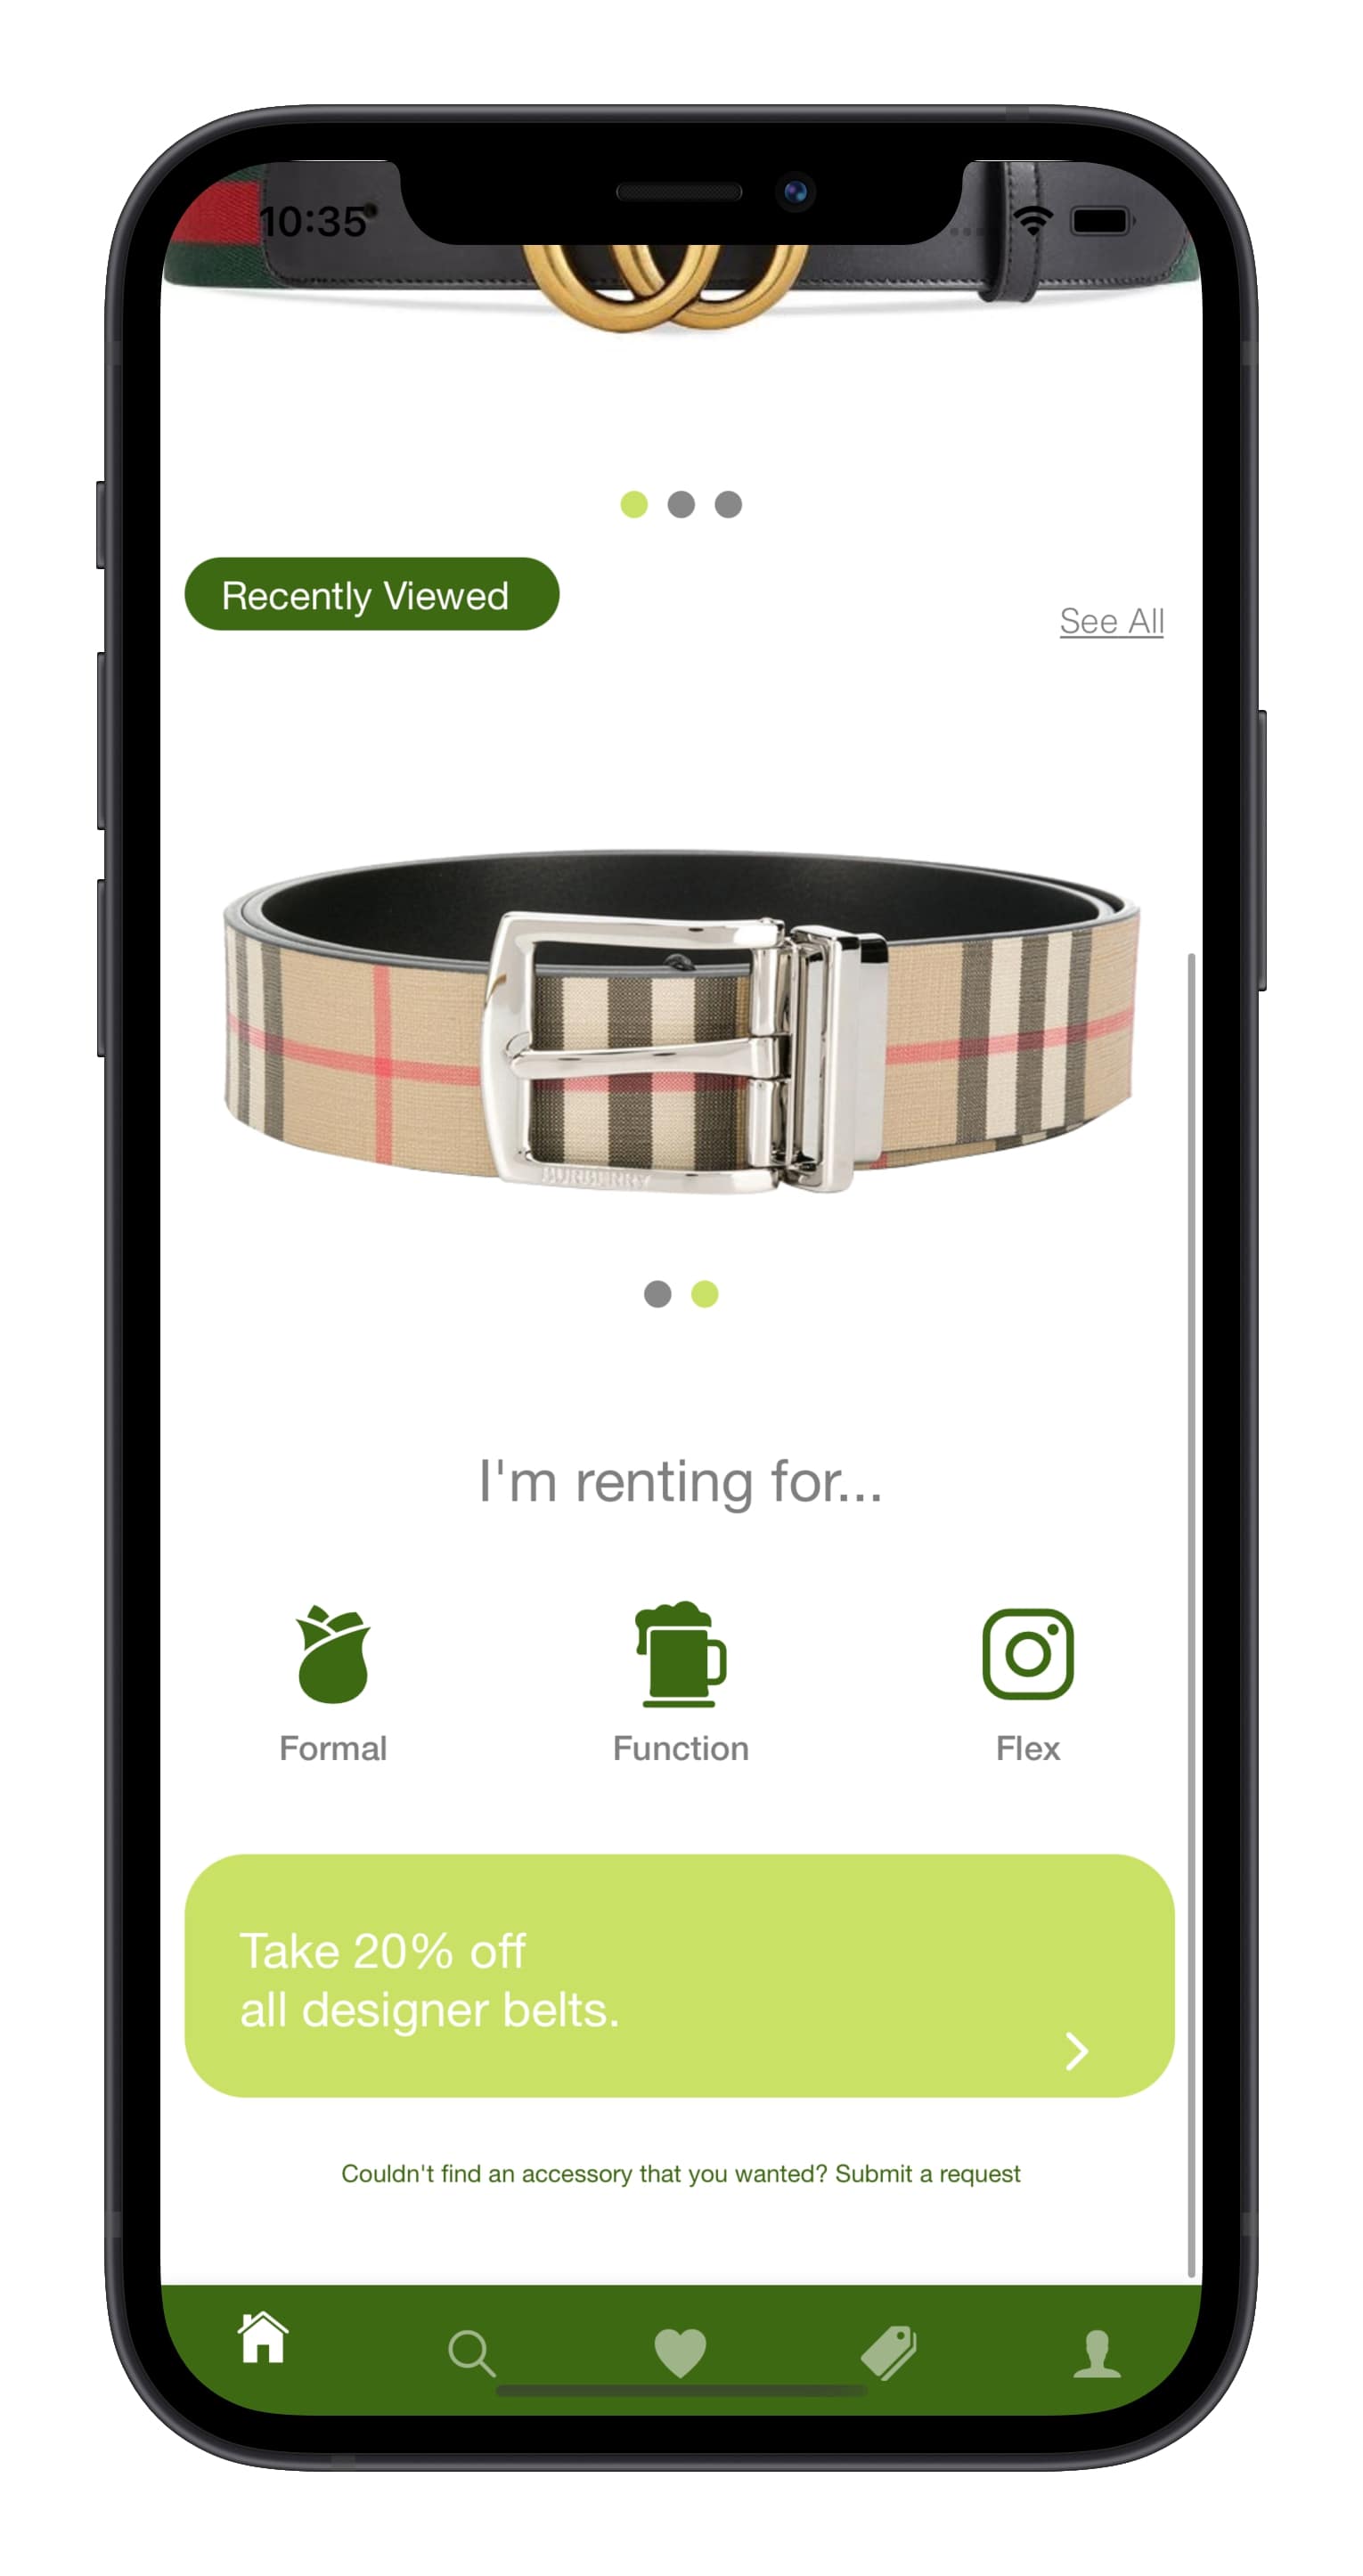 10:35
Recently Viewed
See All
BURBERRY
I'm renting for...
Formal
Function
Flex
Take 20% off
all designer belts.
Couldn't find an accessory that you wanted? Submit a request